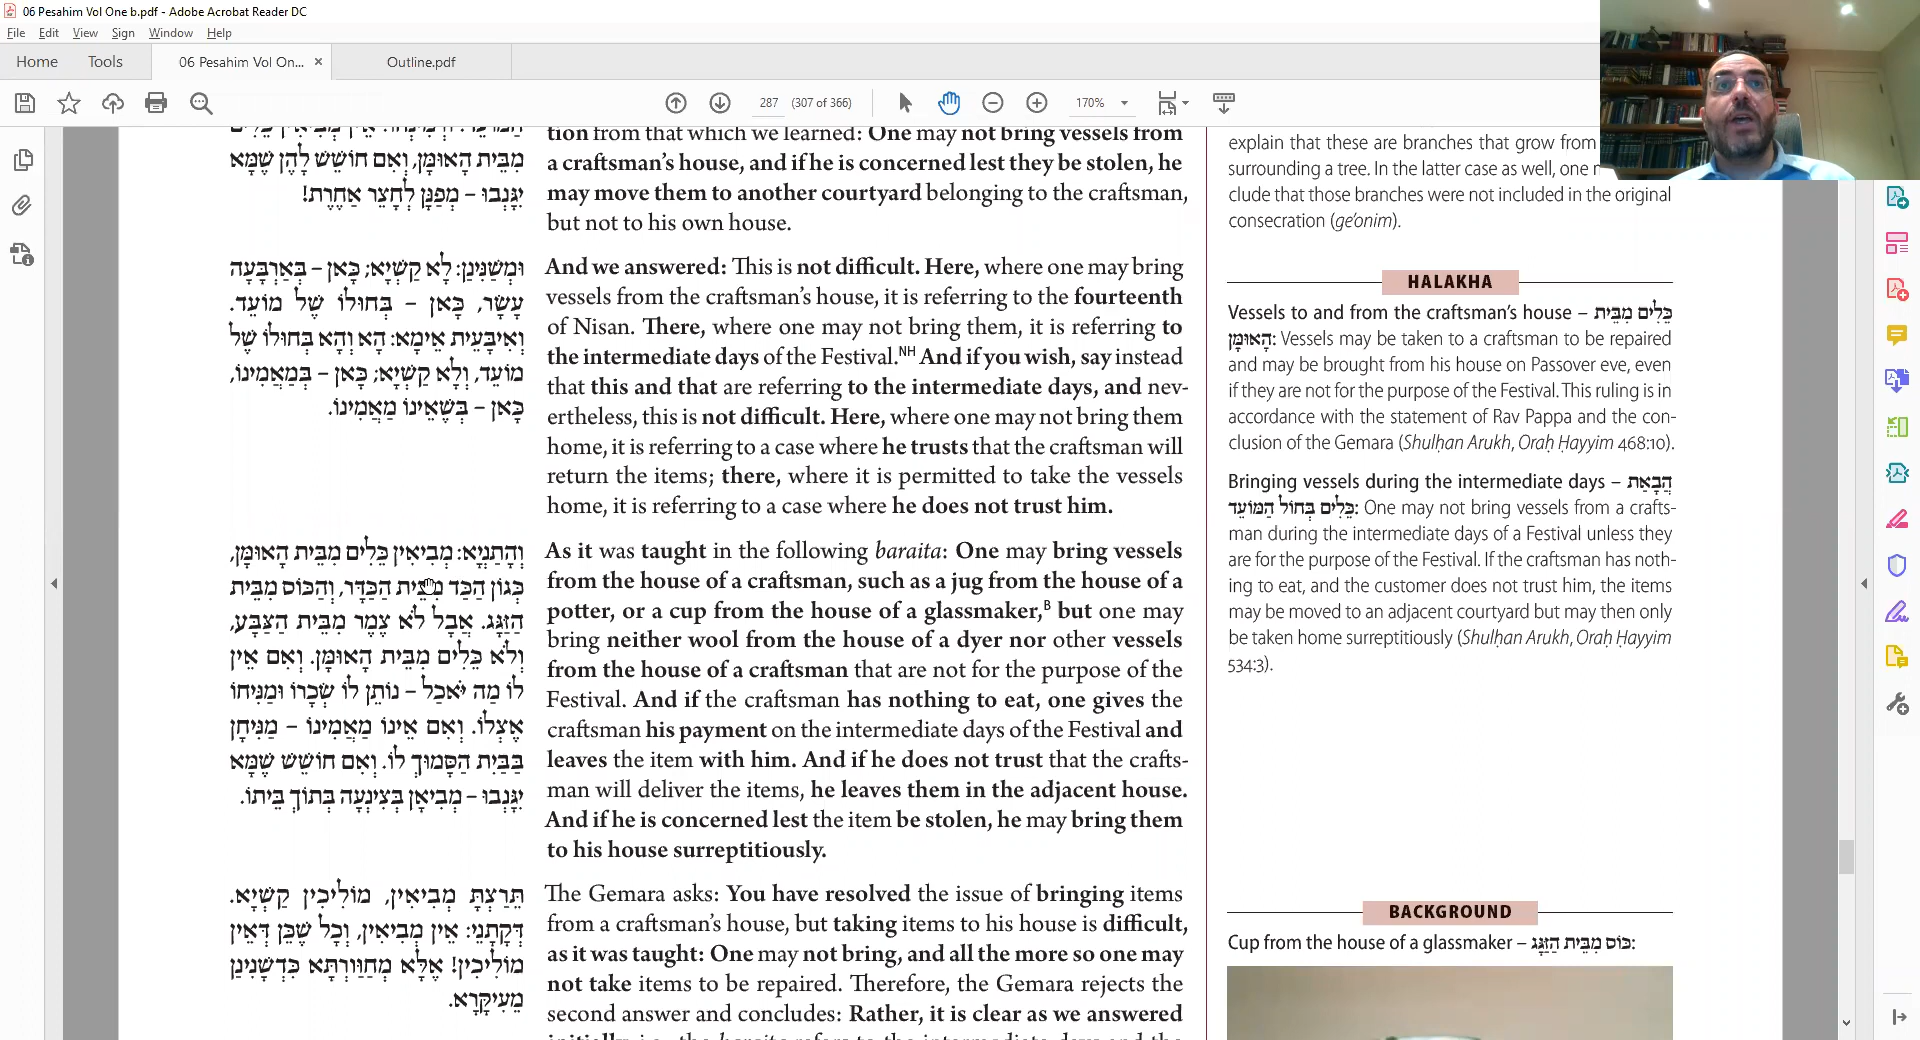 06 Pesahim Vol One b.pdf - Adobe Acrobat Reader DC
File Edit View Sign Window Help
Home Tools 06 Pesahim Vol On... × Outline.pdf
287 (307 of 366) 170%
מִבֵּית הָאוּמָּן, וְאִם חוֹשֵׁשׁ לָהֶן שֶׁמָּא
יִגָּנְבוּ – מְפַנָּן לְחָצֵר אַחֶרֶת!
וּמְשַׁנִּינַן: לָא קַשְׁיָא; כָּאן – בְּאַרְבָּעָה
עָשָׂר, כָּאן – בְּחוּלּוֹ שֶׁל מוֹעֵד.
וְאִיבָּעֵית אֵימָא: הָא וְהָא בְּחוּלּוֹ שֶׁל
מוֹעֵד, וְלָא קַשְׁיָא; כָּאן – בְּמַאֲמִינוֹ,
כָּאן – בְּשֶׁאֵינוֹ מַאֲמִינוֹ.
וְהָתַנְיָא: מְבִיאִין כֵּלִים מִבֵּית הָאוּמָּן,
כְּגוֹן הַכַּד מִבֵּית הַכַּדָּר, וְהַכּוֹס מִבֵּית
הַזַּגָּג. אֲבָל לֹא צֶמֶר מִבֵּית הַצַּבָּע,
וְלֹא כֵּלִים מִבֵּית הָאוּמָּן. וְאִם אֵין
לוֹ מַה יֹּאכַל – נוֹתֵן לוֹ שְׂכָרוֹ וּמַנִּיחוֹ
אֶצְלוֹ. וְאִם אֵינוֹ מַאֲמִינוֹ – מַנִּיחָן
בַּבַּיִת הַסָּמוּךְ לוֹ. וְאִם חוֹשֵׁשׁ שֶׁמָּא
יִגָּנְבוּ – מְבִיאָן בְּצִינְעָה בְּתוֹךְ בֵּיתוֹ.
תֵּרַצְתָּ מְבִיאִין, מוֹלִיכִין קַשְׁיָא.
דְּקָתָנֵי: אֵין מְבִיאִין, וְכָל שֶׁכֵּן דְּאֵין
מוֹלִיכִין! אֶלָּא מְחַוַּורְתָּא כִּדְשָׁנֵינַן
מֵעִיקָּרָא.
tion from that which we learned: One may not bring vessels from
a craftsman's house, and if he is concerned lest they be stolen, he
may move them to another courtyard belonging to the craftsman,
but not to his own house.
And we answered: This is not difficult. Here, where one may bring
vessels from the craftsman's house, it is referring to the fourteenth
of Nisan. There, where one may not bring them, it is referring to
the intermediate days of the Festival.NH And if you wish, say instead
that this and that are referring to the intermediate days, and nev-
ertheless, this is not difficult. Here, where one may not bring them
home, it is referring to a case where he trusts that the craftsman will
return the items; there, where it is permitted to take the vessels
home, it is referring to a case where he does not trust him.
As it was taught in the following baraita: One may bring vessels
from the house of a craftsman, such as a jug from the house of a
potter, or a cup from the house of a glassmaker,B but one may
bring neither wool from the house of a dyer nor other vessels
from the house of a craftsman that are not for the purpose of the
Festival. And if the craftsman has nothing to eat, one gives the
craftsman his payment on the intermediate days of the Festival and
leaves the item with him. And if he does not trust that the crafts-
man will deliver the items, he leaves them in the adjacent house.
And if he is concerned lest the item be stolen, he may bring them
to his house surreptitiously.
The Gemara asks: You have resolved the issue of bringing items
from a craftsman's house, but taking items to his house is difficult,
as it was taught: One may not bring, and all the more so one may
not take items to be repaired. Therefore, the Gemara rejects the
second answer and concludes: Rather, it is clear as we answered
explain that these are branches that grow from
surrounding a tree. In the latter case as well, one
clude that those branches were not included in the original
consecration (ge'onim).
HALAKHA
Vessels to and from the craftsman's house – כֵּלִים מִבֵּית
הָאוּמָּן: Vessels may be taken to a craftsman to be repaired
and may be brought from his house on Passover eve, even
if they are not for the purpose of the Festival. This ruling is in
accordance with the statement of Rav Pappa and the con-
clusion of the Gemara (Shulḥan Arukh, Oraḥ Ḥayyim 468:10).
Bringing vessels during the intermediate days – הֲבָאַת
כֵּלִים בְּחוֹל הַמּוֹעֵד: One may not bring vessels from a crafts-
man during the intermediate days of a Festival unless they
are for the purpose of the Festival. If the craftsman has noth-
ing to eat, and the customer does not trust him, the items
may be moved to an adjacent courtyard but may then only
be taken home surreptitiously (Shulḥan Arukh, Oraḥ Ḥayyim
534:3).
BACKGROUND
Cup from the house of a glassmaker – כּוֹס מִבֵּית הַזַּגָּג: